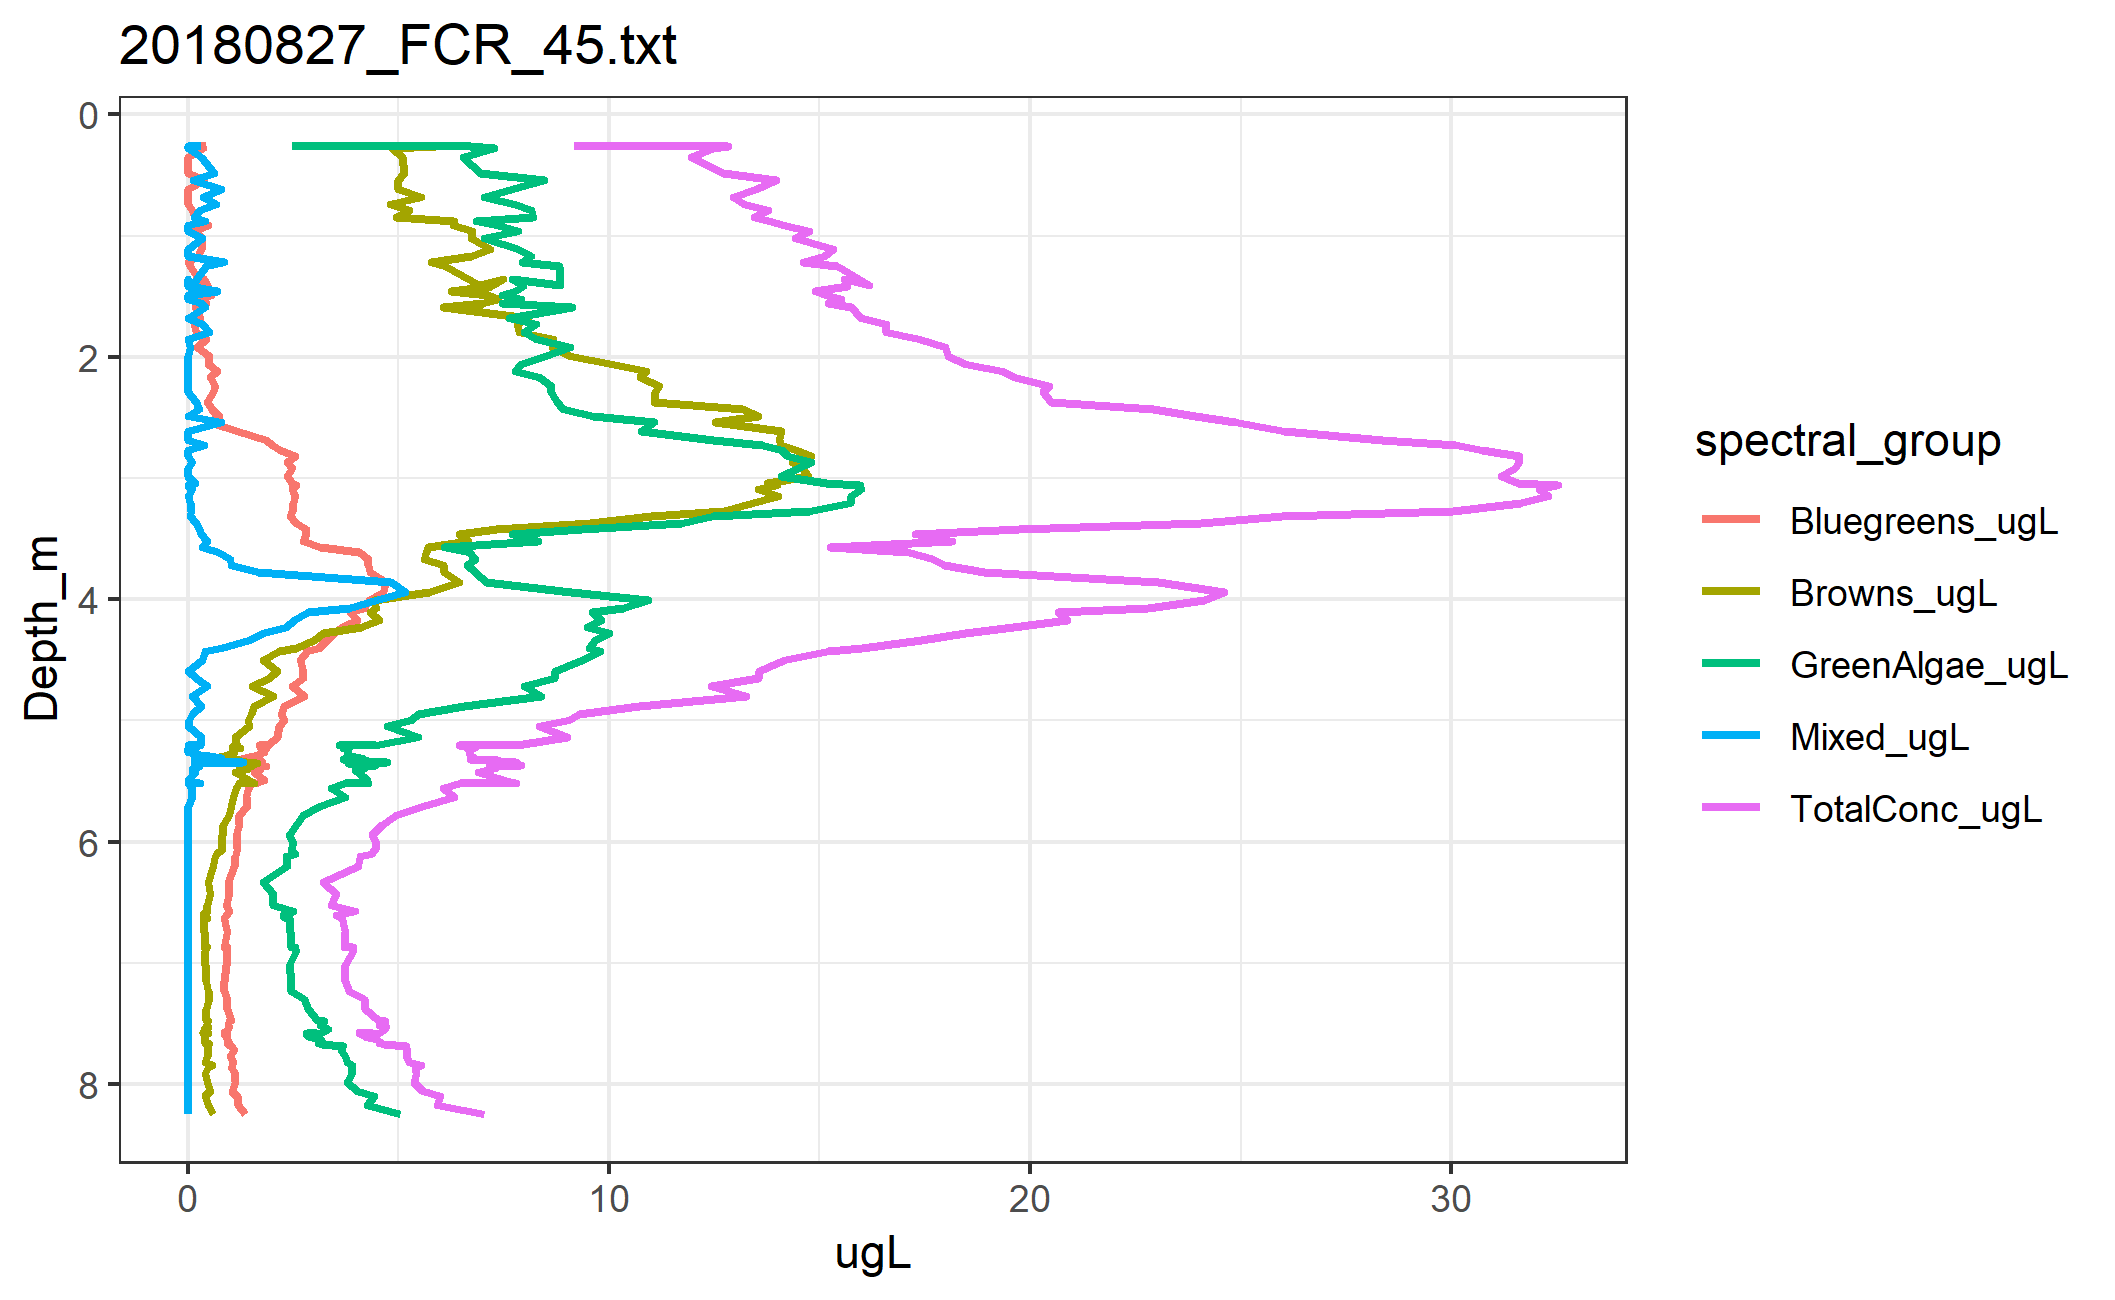 20180827_FCR_45.txt
0
2
4
6
8
Depth_m
0 10 20 30
ugL
spectral_group
Bluegreens_ugL
Browns_ugL
GreenAlgae_ugL
Mixed_ugL
TotalConc_ugL